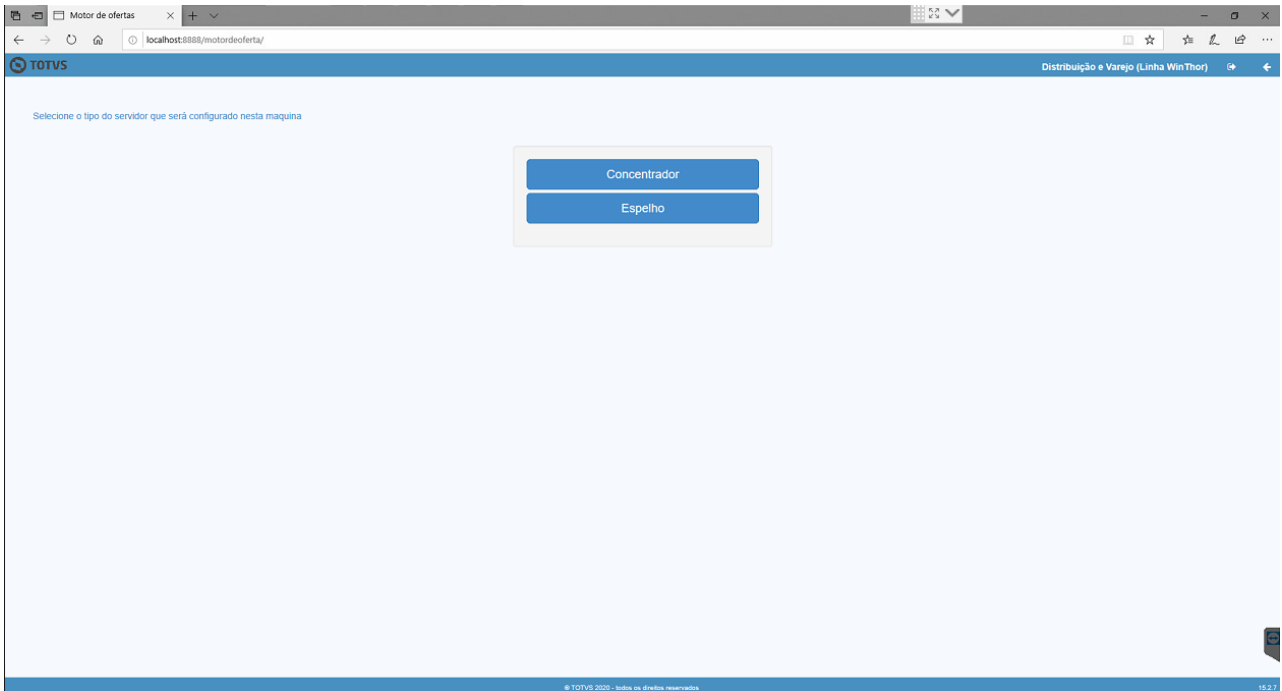 Motor de ofertas
localhost:8888/motordeoferta/
TOTVS
Distribuição e Varejo (Linha WinThor)
Selecione o tipo do servidor que será configurado nesta maquina
Concentrador
Espelho
© TOTVS 2020 - todos os direitos reservados
15.2.7